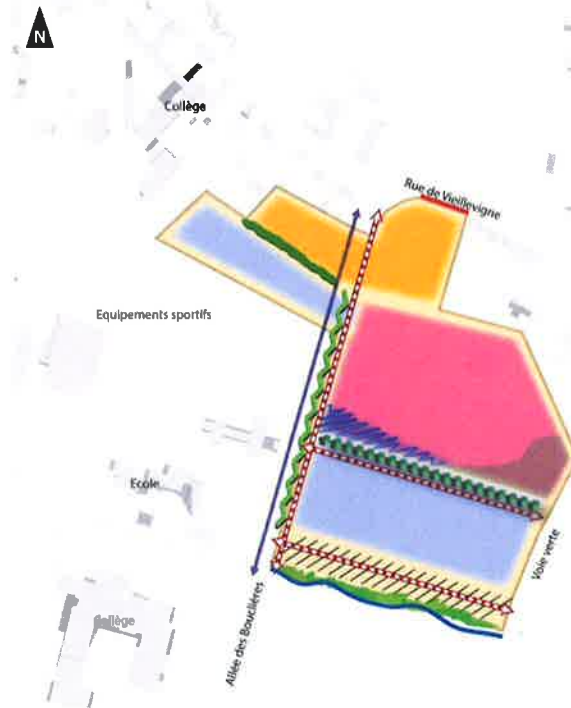 N
Collège
Rue de Vieillevigne
Equipements sportifs
Ecole
Voie verte
Allée des Bouclières
Collège